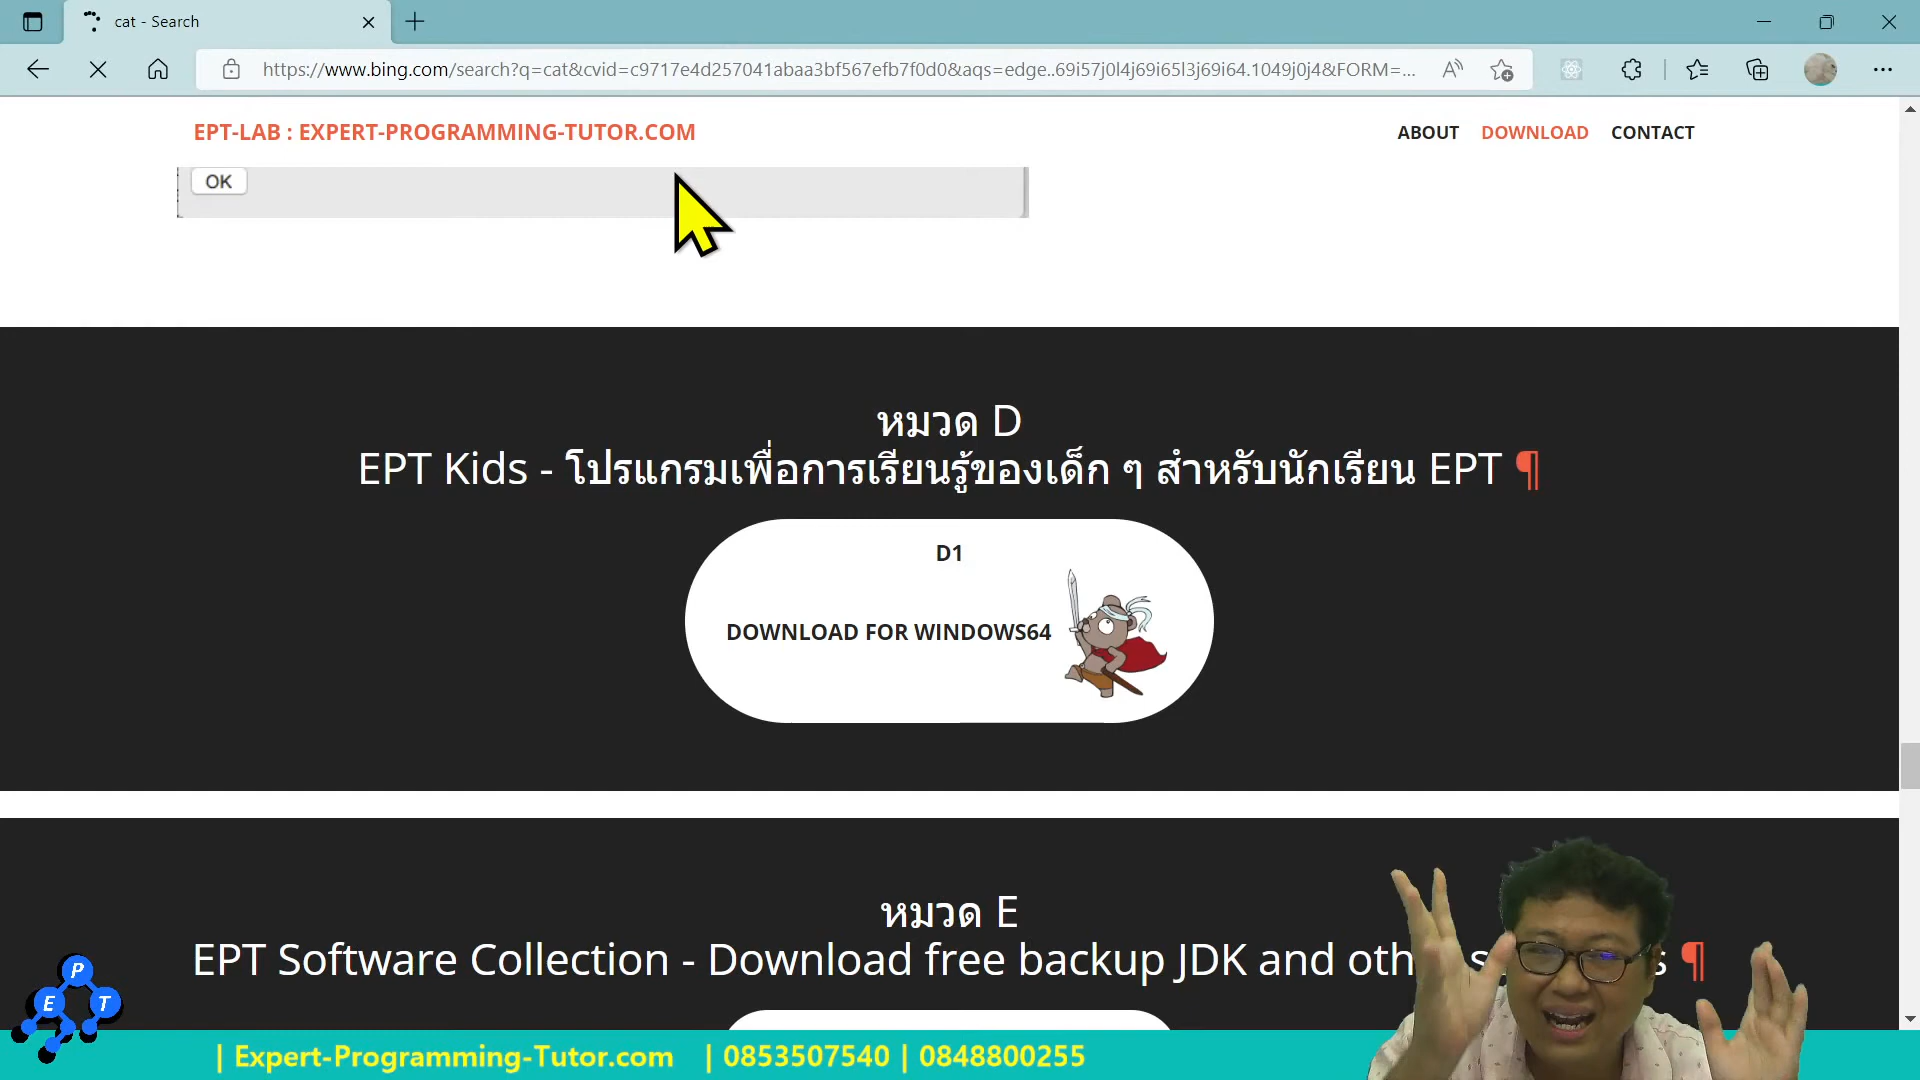 cat - Search
https://www.bing.com/search?q=cat&cvid=c9717e4d257041abaa3bf567efb7f0d0&aqs=edge..69i57j0l4j69i65l3j69i64.1049j0j4&FORM=...
EPT-LAB : EXPERT-PROGRAMMING-TUTOR.COM
ABOUT DOWNLOAD CONTACT
OK
หมวด D
EPT Kids - โปรแกรมเพื่อการเรียนรู้ของเด็ก ๆ สำหรับนักเรียน EPT ¶
D1
DOWNLOAD FOR WINDOWS64
หมวด E
EPT Software Collection - Download free backup JDK and oth s s ¶
P
E T
| Expert-Programming-Tutor.com | 0853507540 | 0848800255